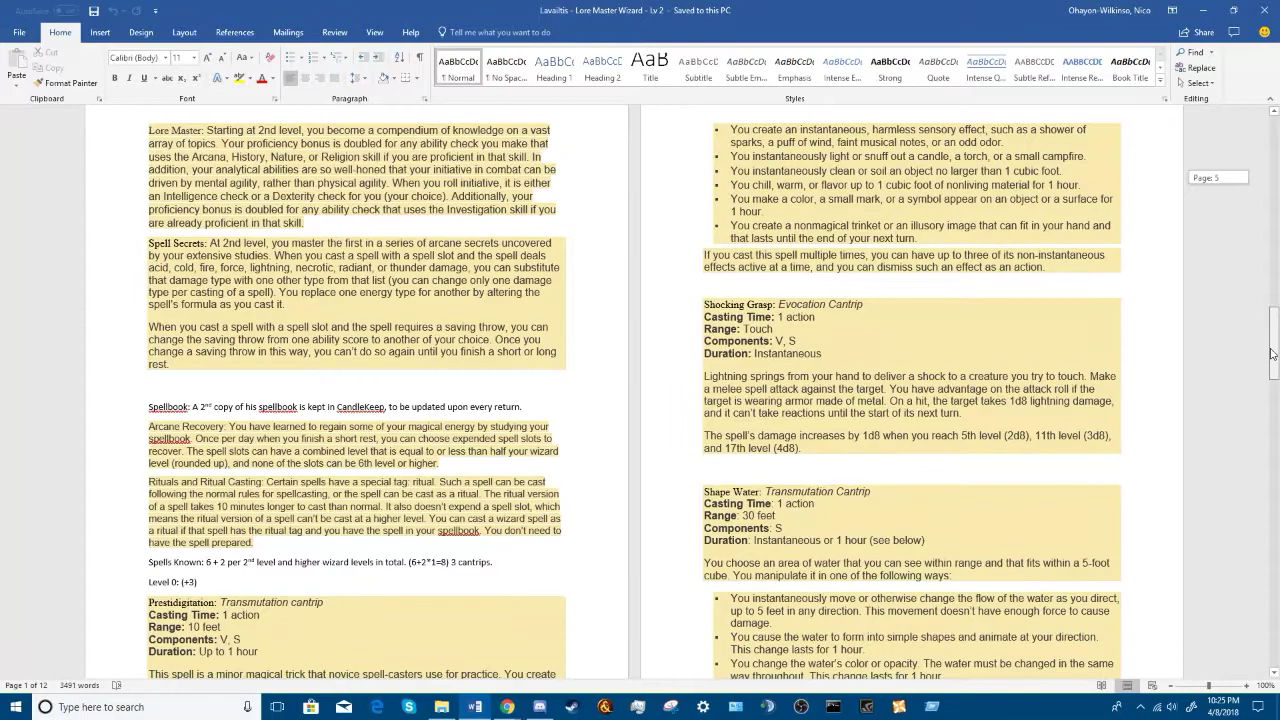 Lavaitis - Lore Master Wizard - Lv 2 - Saved to this PC
Ohayon-Wilkinson, Nico
File Home Insert Design Layout References Mailings Review View Help Tell me what you want to do Share
Cut
Copy
Format Painter
Paste
Calibri (Body) 11
AaBbCcDc AaBbCcDc AaBbCc AaBbCcC AaB AaBbCcD AaBbCcDc AaBbCcDc AaBbCcDc AaBbCcDc AaBbCcDc AaBbCcDc AABBCCDC AABBCCDC AaBbCcDc
¶ Normal ¶ No Spac... Heading 1 Heading 2 Title Subtitle Subtle Em... Emphasis Intense E... Strong Quote Intense Q... Subtle Ref... Intense Re... Book Title
Find
Replace
Select
Clipboard Font Paragraph Styles Editing
Lore Master: Starting at 2nd level, you become a compendium of knowledge on a vast
array of topics. Your proficiency bonus is doubled for any ability check you make that
uses the Arcana, History, Nature, or Religion skill if you are proficient in that skill. In
addition, your analytical abilities are so well-honed that your initiative in combat can be
driven by mental agility, rather than physical agility. When you roll initiative, it is either
an Intelligence check or a Dexterity check for you (your choice). Additionally, your
proficiency bonus is doubled for any ability check that uses the Investigation skill if you
are already proficient in that skill.
Spell Secrets: At 2nd level, you master the first in a series of arcane secrets uncovered
by your extensive studies. When you cast a spell with a spell slot and the spell deals
acid, cold, fire, force, lightning, necrotic, radiant, or thunder damage, you can substitute
that damage type with one other type from that list (you can change only one damage
type per casting of a spell). You replace one energy type for another by altering the
spell's formula as you cast it.
When you cast a spell with a spell slot and the spell requires a saving throw, you can
change the saving throw from one ability score to another of your choice. Once you
change a saving throw in this way, you can't do so again until you finish a short or long
rest.
Spellbook: A 2nd copy of his spellbook is kept in CandleKeep, to be updated upon every return.
Arcane Recovery: You have learned to regain some of your magical energy by studying your
spellbook. Once per day when you finish a short rest, you can choose expended spell slots to
recover. The spell slots can have a combined level that is equal to or less than half your wizard
level (rounded up), and none of the slots can be 6th level or higher.
Rituals and Ritual Casting: Certain spells have a special tag: ritual. Such a spell can be cast
following the normal rules for spellcasting, or the spell can be cast as a ritual. The ritual version
of a spell takes 10 minutes longer to cast than normal. It also doesn't expend a spell slot, which
means the ritual version of a spell can't be cast at a higher level. You can cast a wizard spell as
a ritual if that spell has the ritual tag and you have the spell in your spellbook. You don't need to
have the spell prepared.
Spells Known: 6 + 2 per 2nd level and higher wizard levels in total. (6+2*1=8) 3 cantrips.
Level 0: (+3)
Prestidigitation: Transmutation cantrip
Casting Time: 1 action
Range: 10 feet
Components: V, S
Duration: Up to 1 hour
This spell is a minor magical trick that novice spell-casters use for practice. You create
▪ You create an instantaneous, harmless sensory effect, such as a shower of
sparks, a puff of wind, faint musical notes, or an odd odor.
▪ You instantaneously light or snuff out a candle, a torch, or a small campfire.
▪ You instantaneously clean or soil an object no larger than 1 cubic foot.
▪ You chill, warm, or flavor up to 1 cubic foot of nonliving material for 1 hour.
▪ You make a color, a small mark, or a symbol appear on an object or a surface for
1 hour.
▪ You create a nonmagical trinket or an illusory image that can fit in your hand and
that lasts until the end of your next turn.
If you cast this spell multiple times, you can have up to three of its non-instantaneous
effects active at a time, and you can dismiss such an effect as an action.
Shocking Grasp: Evocation Cantrip
Casting Time: 1 action
Range: Touch
Components: V, S
Duration: Instantaneous
Lightning springs from your hand to deliver a shock to a creature you try to touch. Make
a melee spell attack against the target. You have advantage on the attack roll if the
target is wearing armor made of metal. On a hit, the target takes 1d8 lightning damage,
and it can't take reactions until the start of its next turn.
The spell's damage increases by 1d8 when you reach 5th level (2d8), 11th level (3d8),
and 17th level (4d8).
Shape Water: Transmutation Cantrip
Casting Time: 1 action
Range: 30 feet
Components: S
Duration: Instantaneous or 1 hour (see below)
You choose an area of water that you can see within range and that fits within a 5-foot
cube. You manipulate it in one of the following ways:
▪ You instantaneously move or otherwise change the flow of the water as you direct,
up to 5 feet in any direction. This movement doesn't have enough force to cause
damage.
▪ You cause the water to form into simple shapes and animate at your direction.
This change lasts for 1 hour.
▪ You change the water's color or opacity. The water must be changed in the same
way throughout. This change lasts for 1 hour.
Page: 5
Page 1 of 12 3491 words 100%
Type here to search
10:25 PM
4/8/2018